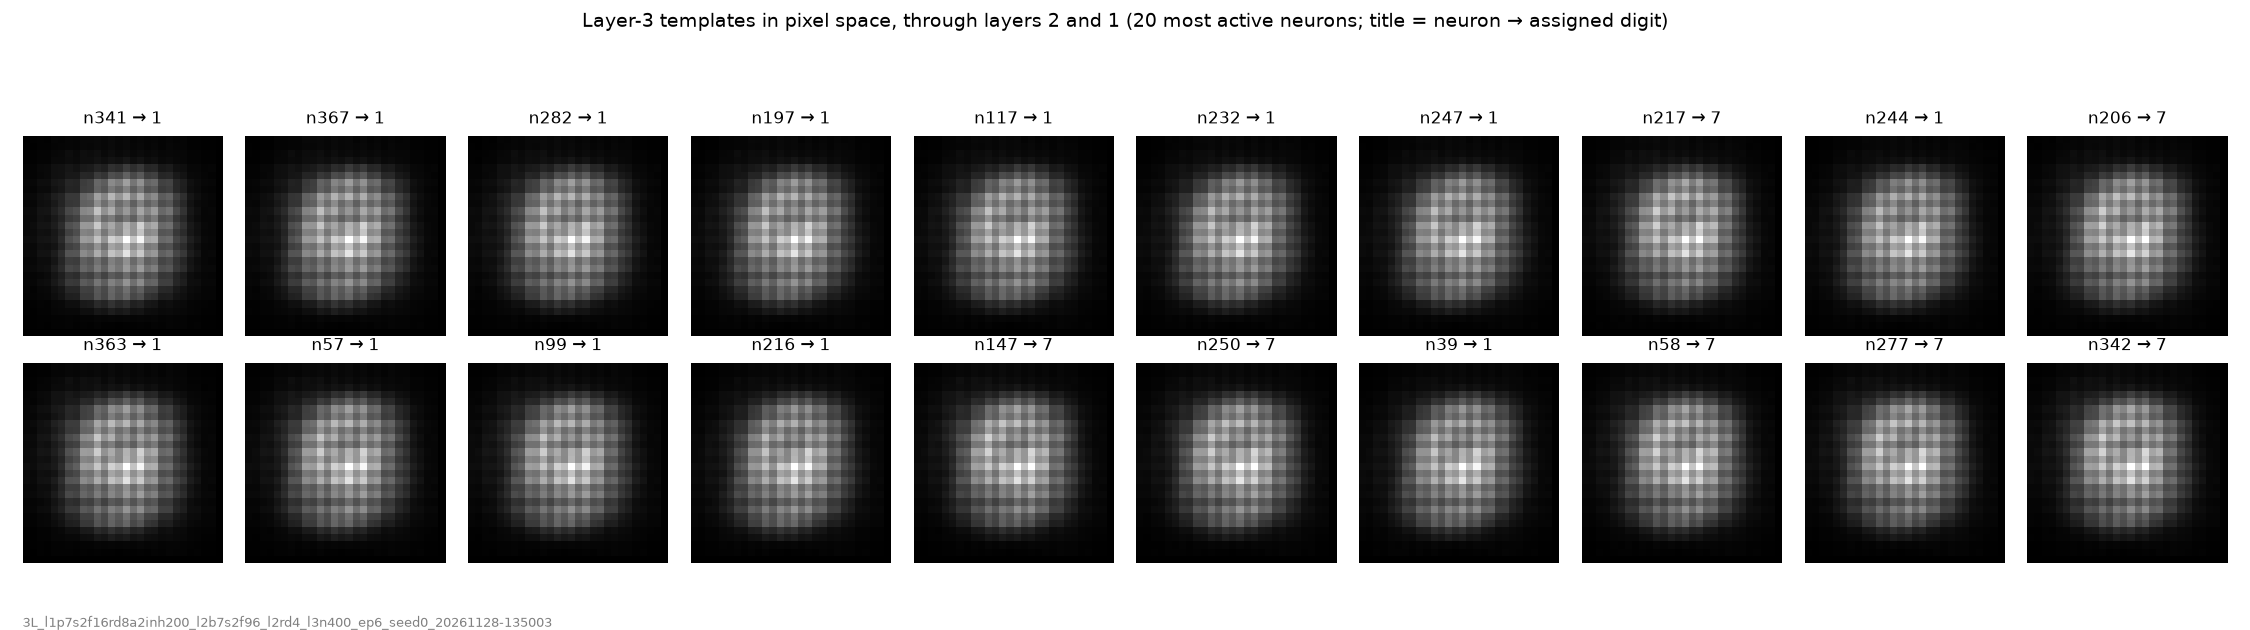 Layer-3 templates in pixel space, through layers 2 and 1 (20 most active neurons; title = neuron → assigned digit)
n341 → 1 n367 → 1 n282 → 1 n197 → 1 n117 → 1 n232 → 1 n247 → 1 n217 → 7 n244 → 1 n206 → 7
n363 → 1 n57 → 1 n99 → 1 n216 → 1 n147 → 7 n250 → 7 n39 → 1 n58 → 7 n277 → 7 n342 → 7
3L_l1p7s2f16rd8a2inh200_l2b7s2f96_l2rd4_l3n400_ep6_seed0_20261128-135003